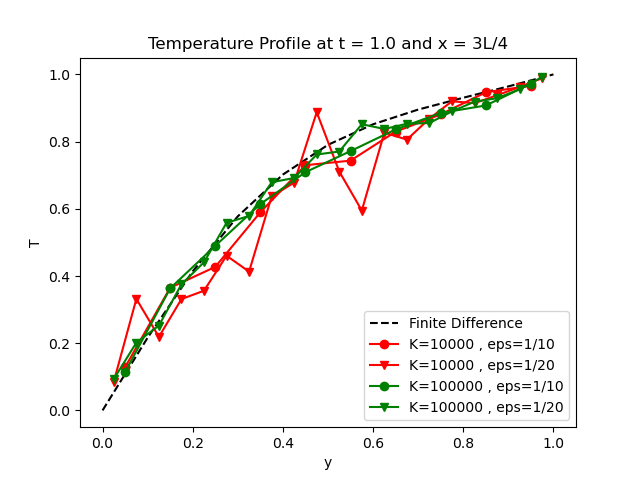 Temperature Profile at t = 1.0 and x = 3L/4
1.0
0.8
0.6
0.4
0.2
0.0
T
Finite Difference
K=10000 , eps=1/10
K=10000 , eps=1/20
K=100000 , eps=1/10
K=100000 , eps=1/20
0.0 0.2 0.4 0.6 0.8 1.0
y